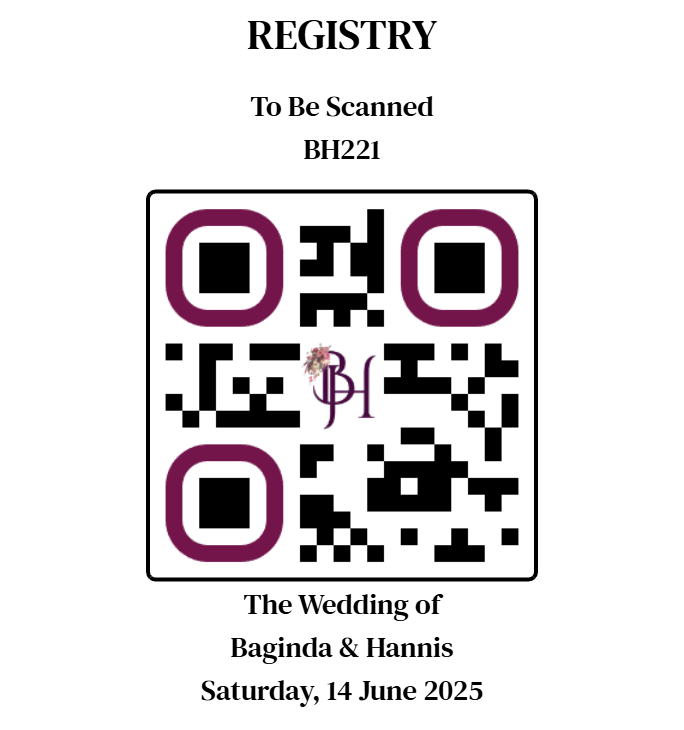 REGISTRY
To Be Scanned
BH221
BH
The Wedding of
Baginda & Hannis
Saturday, 14 June 2025